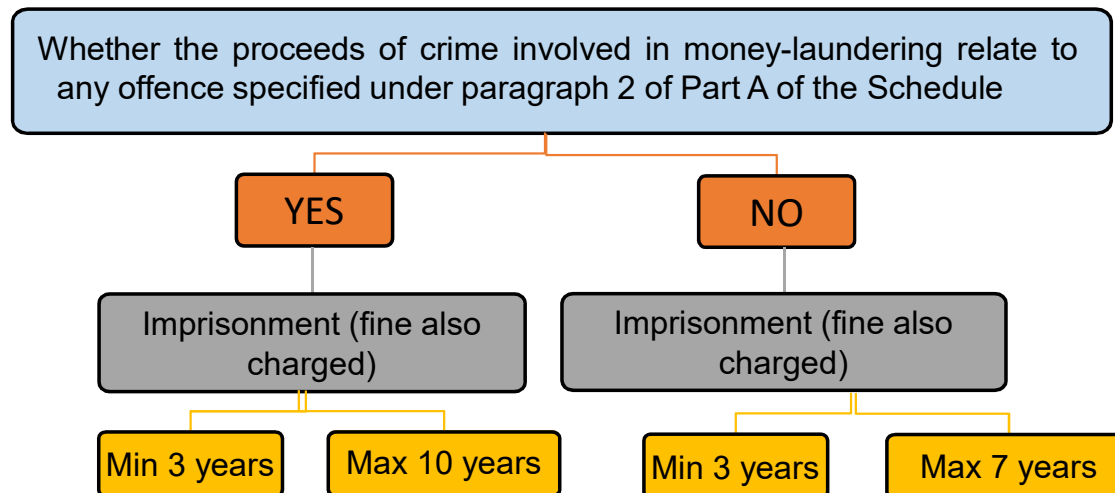 Whether the proceeds of crime involved in money-laundering relate to
any offence specified under paragraph 2 of Part A of the Schedule
YES
NO
Imprisonment (fine also
charged)
Imprisonment (fine also
charged)
Min 3 years
Max 10 years
Min 3 years
Max 7 years